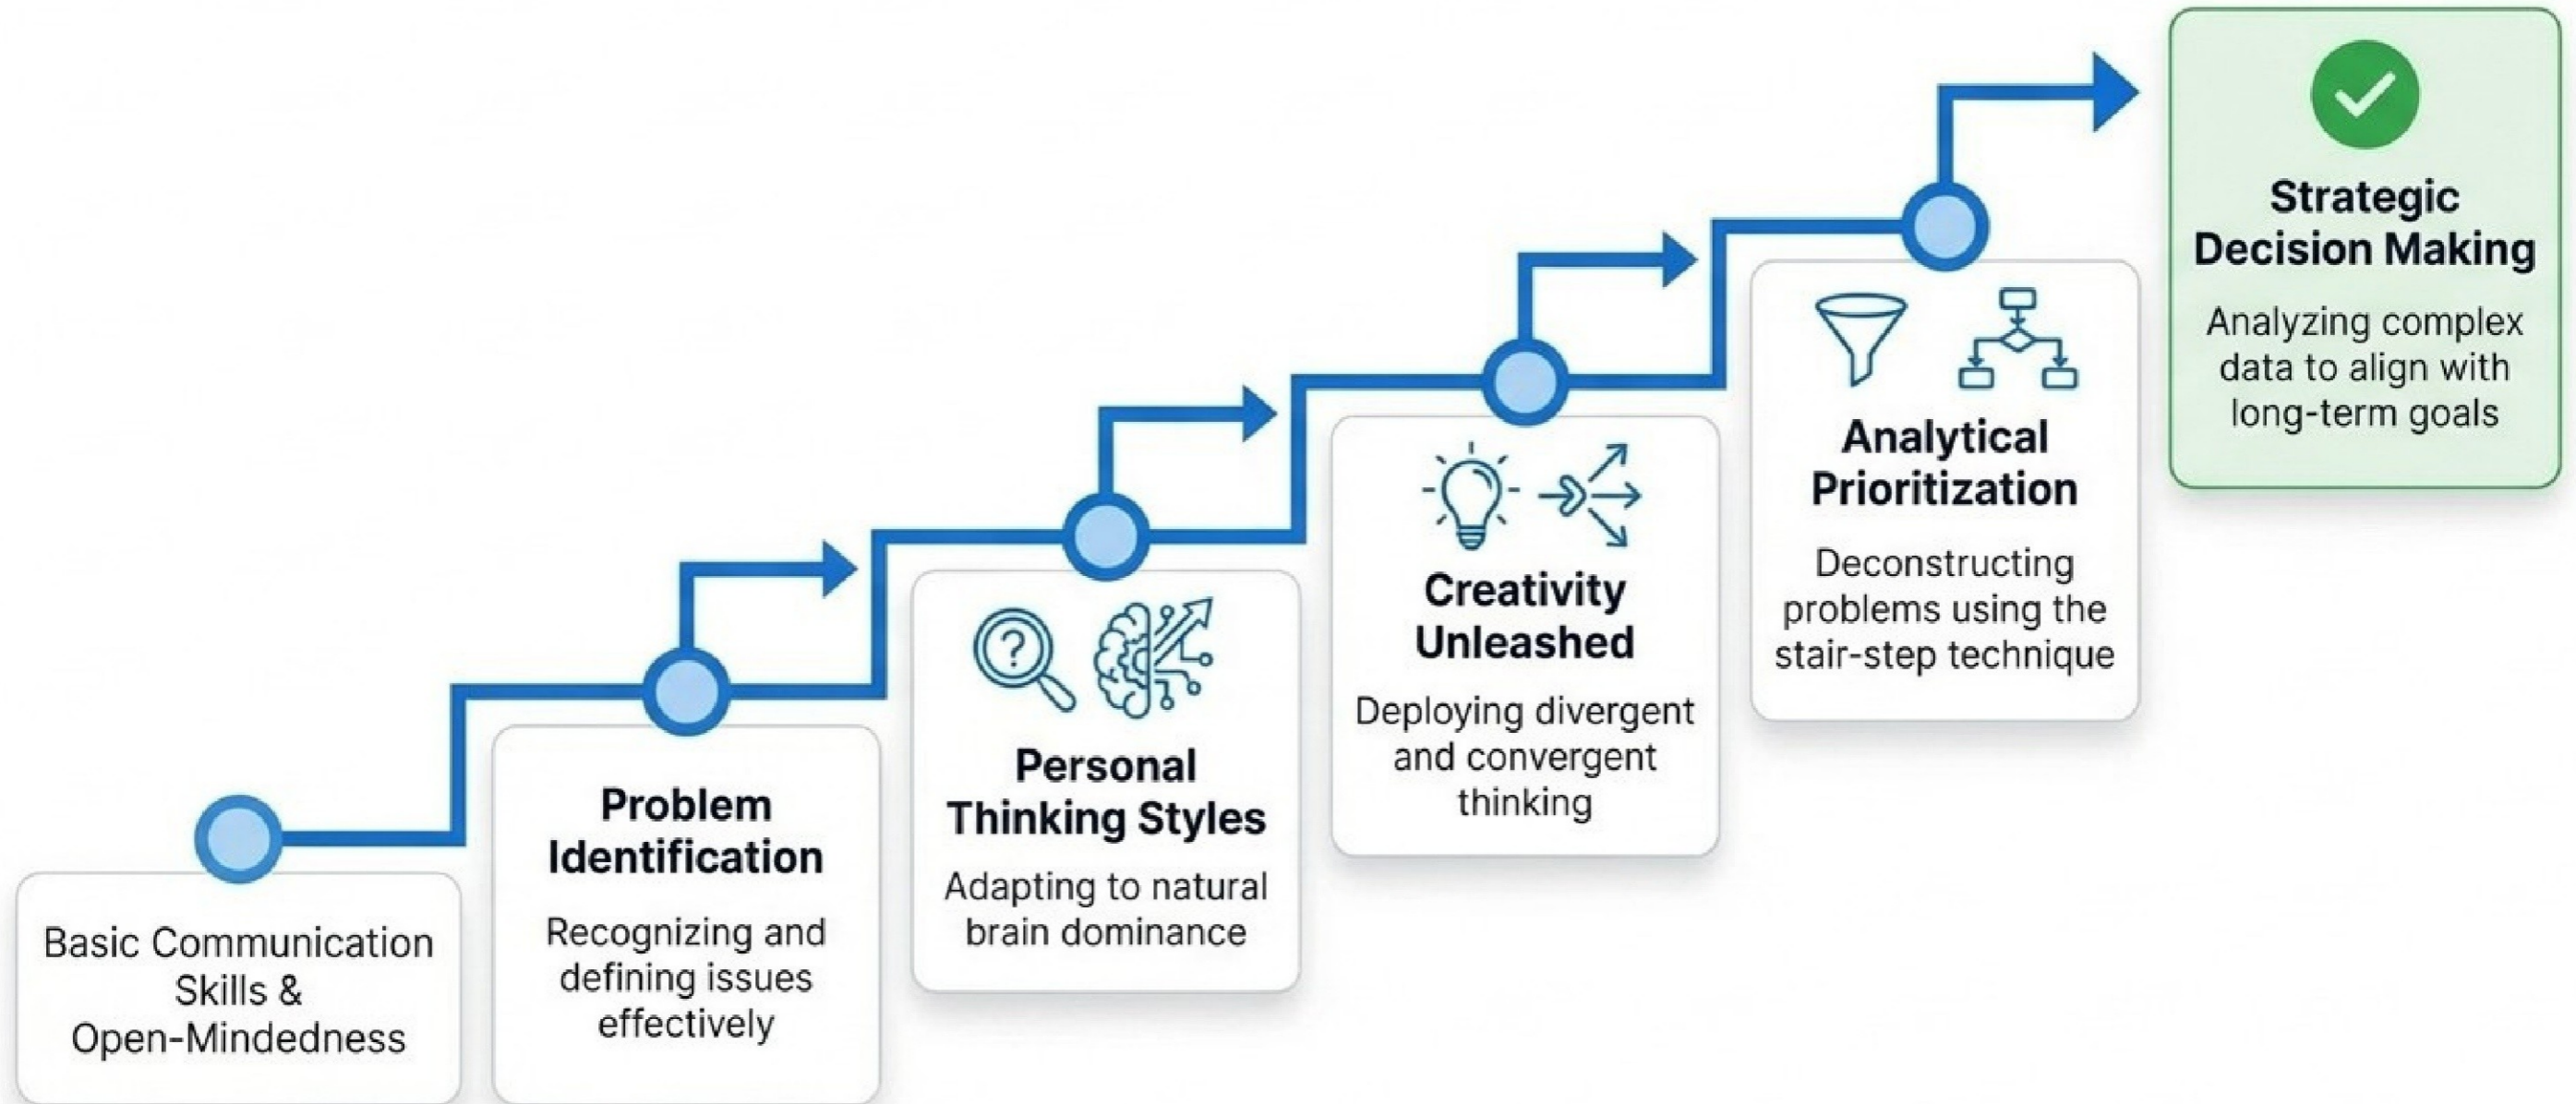 Basic Communication
Skills &
Open-Mindedness
Problem
Identification
Recognizing and
defining issues
effectively
?
Personal
Thinking Styles
Adapting to natural
brain dominance
Creativity
Unleashed
Deploying divergent
and convergent
thinking
Analytical
Prioritization
Deconstructing
problems using the
stair-step technique
Strategic
Decision Making
Analyzing complex
data to align with
long-term goals